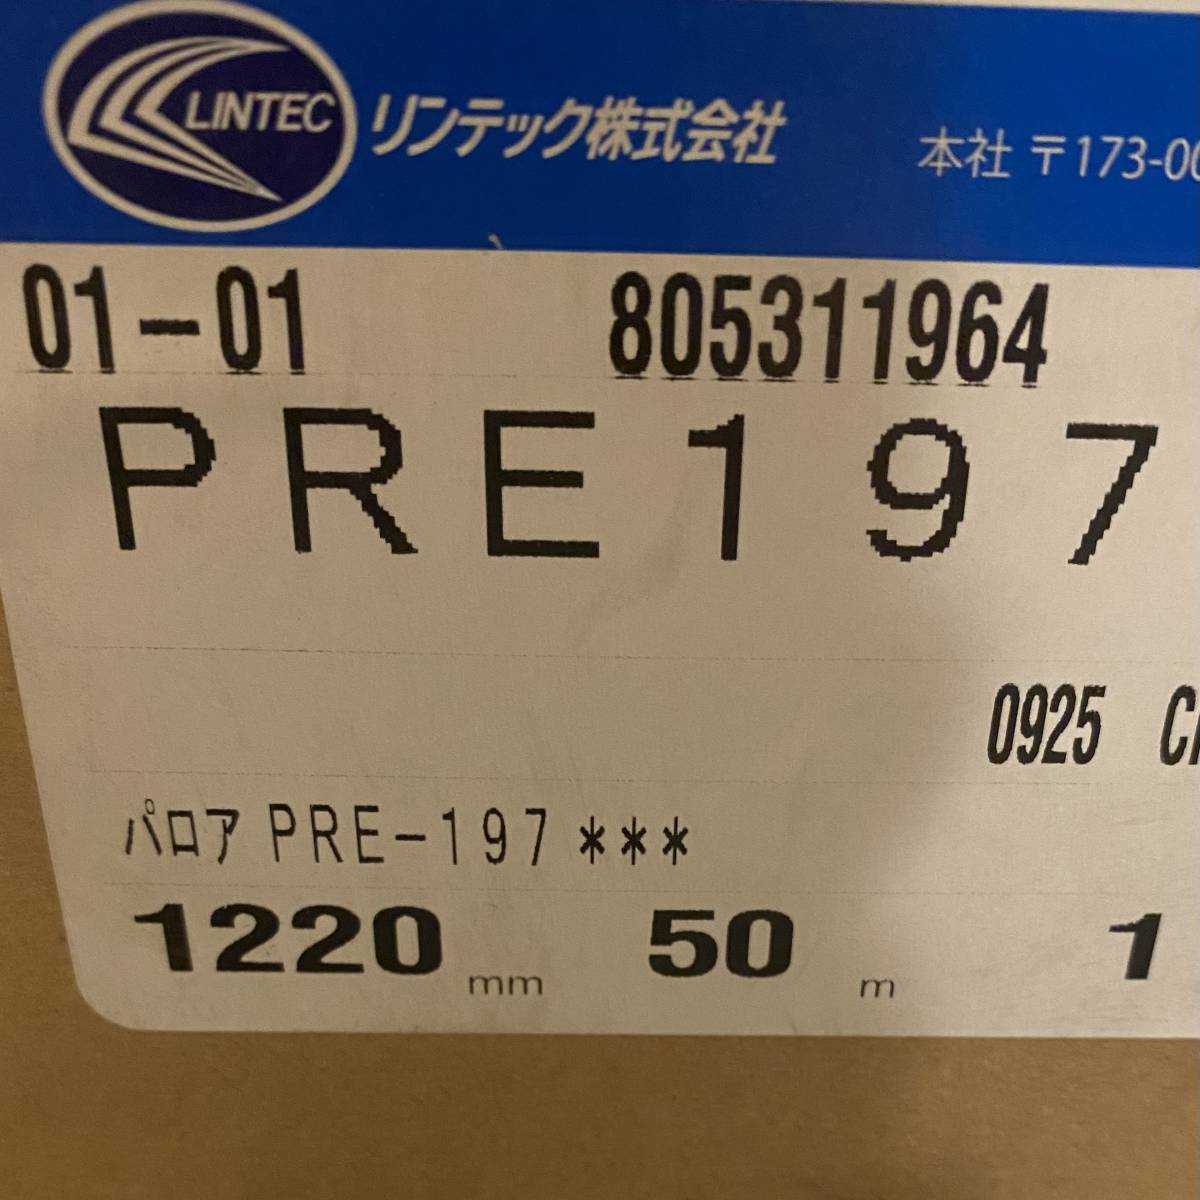 LINTEC リンテック株式会社 本社 〒173-00
01-01 805311964
PRE197
0925
パロア PRE-197 ***
1220 mm 50 m 1